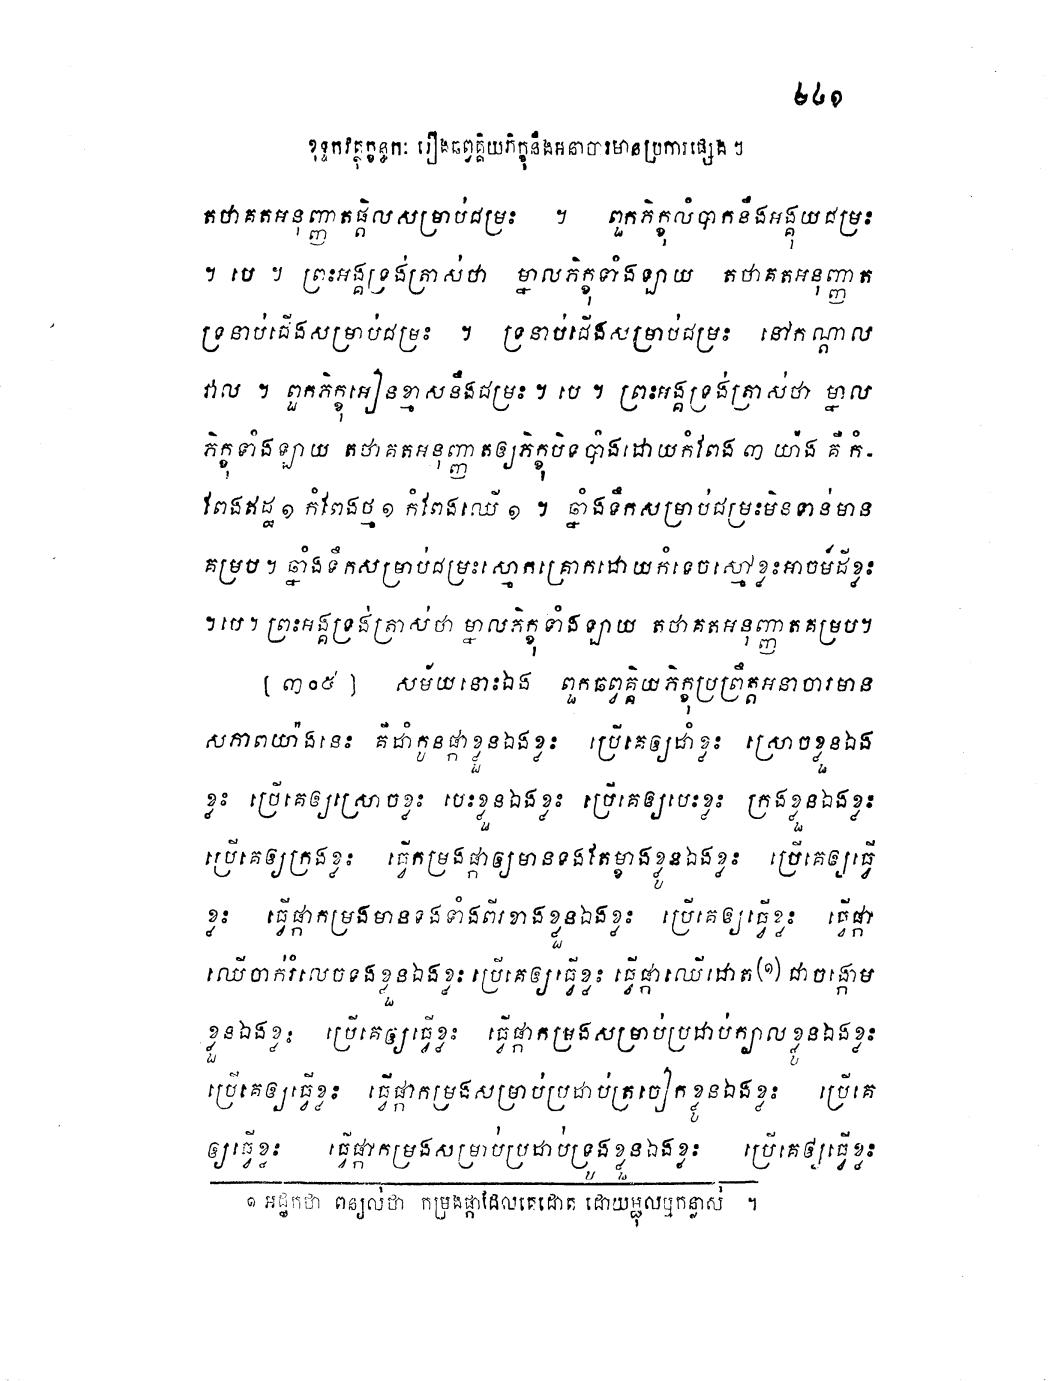 ២៤១
ខុទ្ទកវត្ថុក្ខន្ធកៈ រឿងឆព្វគ្គិយភិក្ខុនឹងអនាចារមានប្រការផ្សេងៗ
តថាគតអនុញ្ញាតផ្តិលសម្រាប់ជម្រះ ។ ពួកភិក្ខុលំបាកនឹងអង្គុយជម្រះ
។ បេ ។ ព្រះអង្គទ្រង់ត្រាស់ថា ម្នាលភិក្ខុទាំងឡាយ តថាគតអនុញ្ញាត
ទ្រនាប់ជើងសម្រាប់ជម្រះ ។ ទ្រនាប់ជើងសម្រាប់ជម្រះ នៅកណ្តាល
វាល ។ ពួកភិក្ខុអៀនខ្មាសនឹងជម្រះ ។ បេ ។ ព្រះអង្គទ្រង់ត្រាស់ថា ម្នាល
ភិក្ខុទាំងឡាយ តថាគតអនុញ្ញាតឲ្យភិក្ខុបិទបាំងដោយកំពែង ៣ យ៉ាង គឺ កំ-
ពែងឥដ្ឋ ១ កំពែងថ្ម ១ កំពែងឈើ ១ ។ ឆ្នាំងទឹកសម្រាប់ជម្រះមិនទាន់មាន
គម្រប ។ ឆ្នាំងទឹកសម្រាប់ជម្រះស្មោកគ្រោកដោយកំទេចស្មៅខ្លះអាចម៍ដីខ្លះ
។ បេ ។ ព្រះអង្គទ្រង់ត្រាស់ថា ម្នាលភិក្ខុទាំងឡាយ តថាគតអនុញ្ញាតគម្រប ។
[ ៣០៥ ] សម័យនោះឯង ពួកឆព្វគ្គិយភិក្ខុប្រព្រឹត្តអនាចារមាន
សភាពយ៉ាងនេះ គឺដាំកូនផ្កាខ្លួនឯងខ្លះ ប្រើគេឲ្យដាំខ្លះ ស្រោចខ្លួនឯង
ខ្លះ ប្រើគេឲ្យស្រោចខ្លះ បេះខ្លួនឯងខ្លះ ប្រើគេឲ្យបេះខ្លះ ក្រងខ្លួនឯងខ្លះ
ប្រើគេឲ្យក្រងខ្លះ ធ្វើកម្រងផ្កាឲ្យមានទងតែម្ខាងខ្លួនឯងខ្លះ ប្រើគេឲ្យធ្វើ
ខ្លះ ធ្វើផ្កាកម្រងមានទងទាំងពីរខាងខ្លួនឯងខ្លះ ប្រើគេឲ្យធ្វើខ្លះ ធ្វើផ្កា
ឈើចាក់រំលេចទងខ្លួនឯងខ្លះ ប្រើគេឲ្យធ្វើខ្លះ ធ្វើផ្កាឈើដោត(១) ជាចង្កោម
ខ្លួនឯងខ្លះ ប្រើគេឲ្យធ្វើខ្លះ ធ្វើផ្កាកម្រងសម្រាប់ប្រដាប់ក្បាលខ្លួនឯងខ្លះ
ប្រើគេឲ្យធ្វើខ្លះ ធ្វើផ្កាកម្រងសម្រាប់ប្រដាប់ត្រចៀកខ្លួនឯងខ្លះ ប្រើគេ
ឲ្យធ្វើខ្លះ ធ្វើផ្កាកម្រងសម្រាប់ប្រដាប់ទ្រូងខ្លួនឯងខ្លះ ប្រើគេឲ្យធ្វើខ្លះ
១ អដ្ឋកថា ពន្យល់ថា កម្រងផ្កាដែលគេដោត ដោយម្ជុលឬកន្លាស់ ។